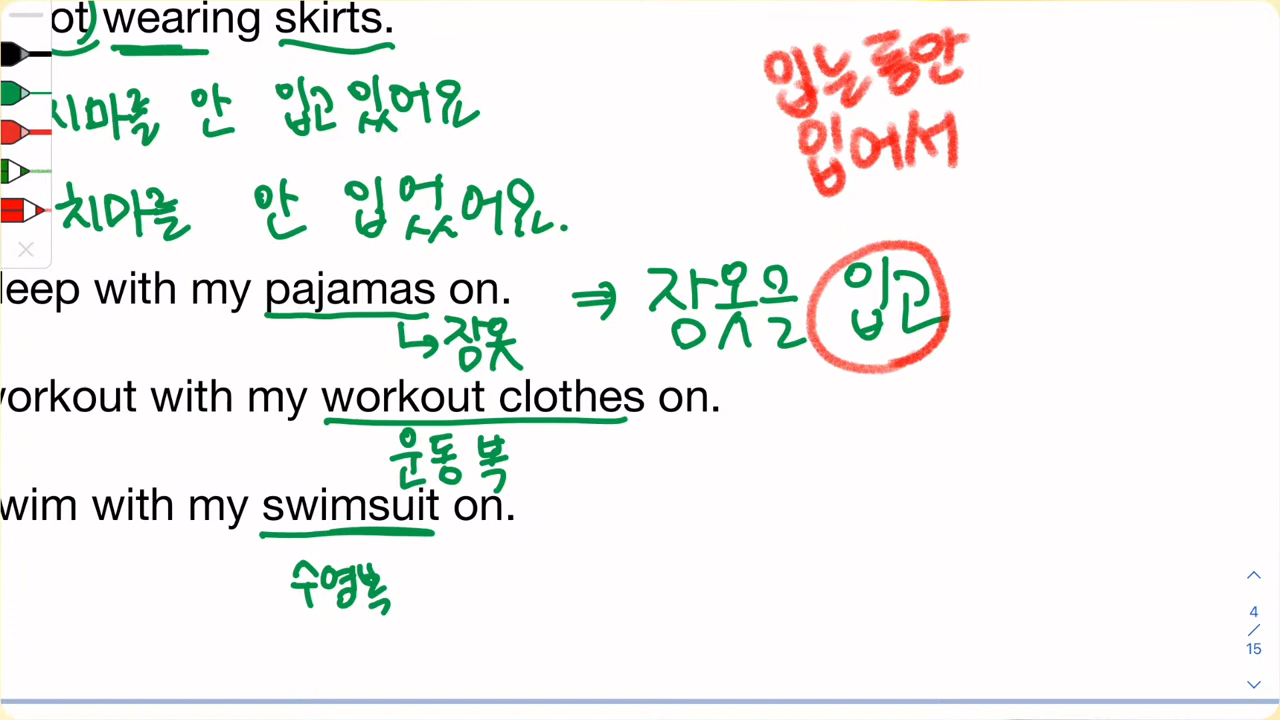 ot) wearing skirts.
치마를 안 입고 있어요
치마를 안 입었어요.
입는 동안
입어서
leep with my pajamas on. ⇒ 잠옷을 입고
↳ 잠옷
workout with my workout clothes on.
운동복
wim with my swimsuit on.
수영복
4
/
15